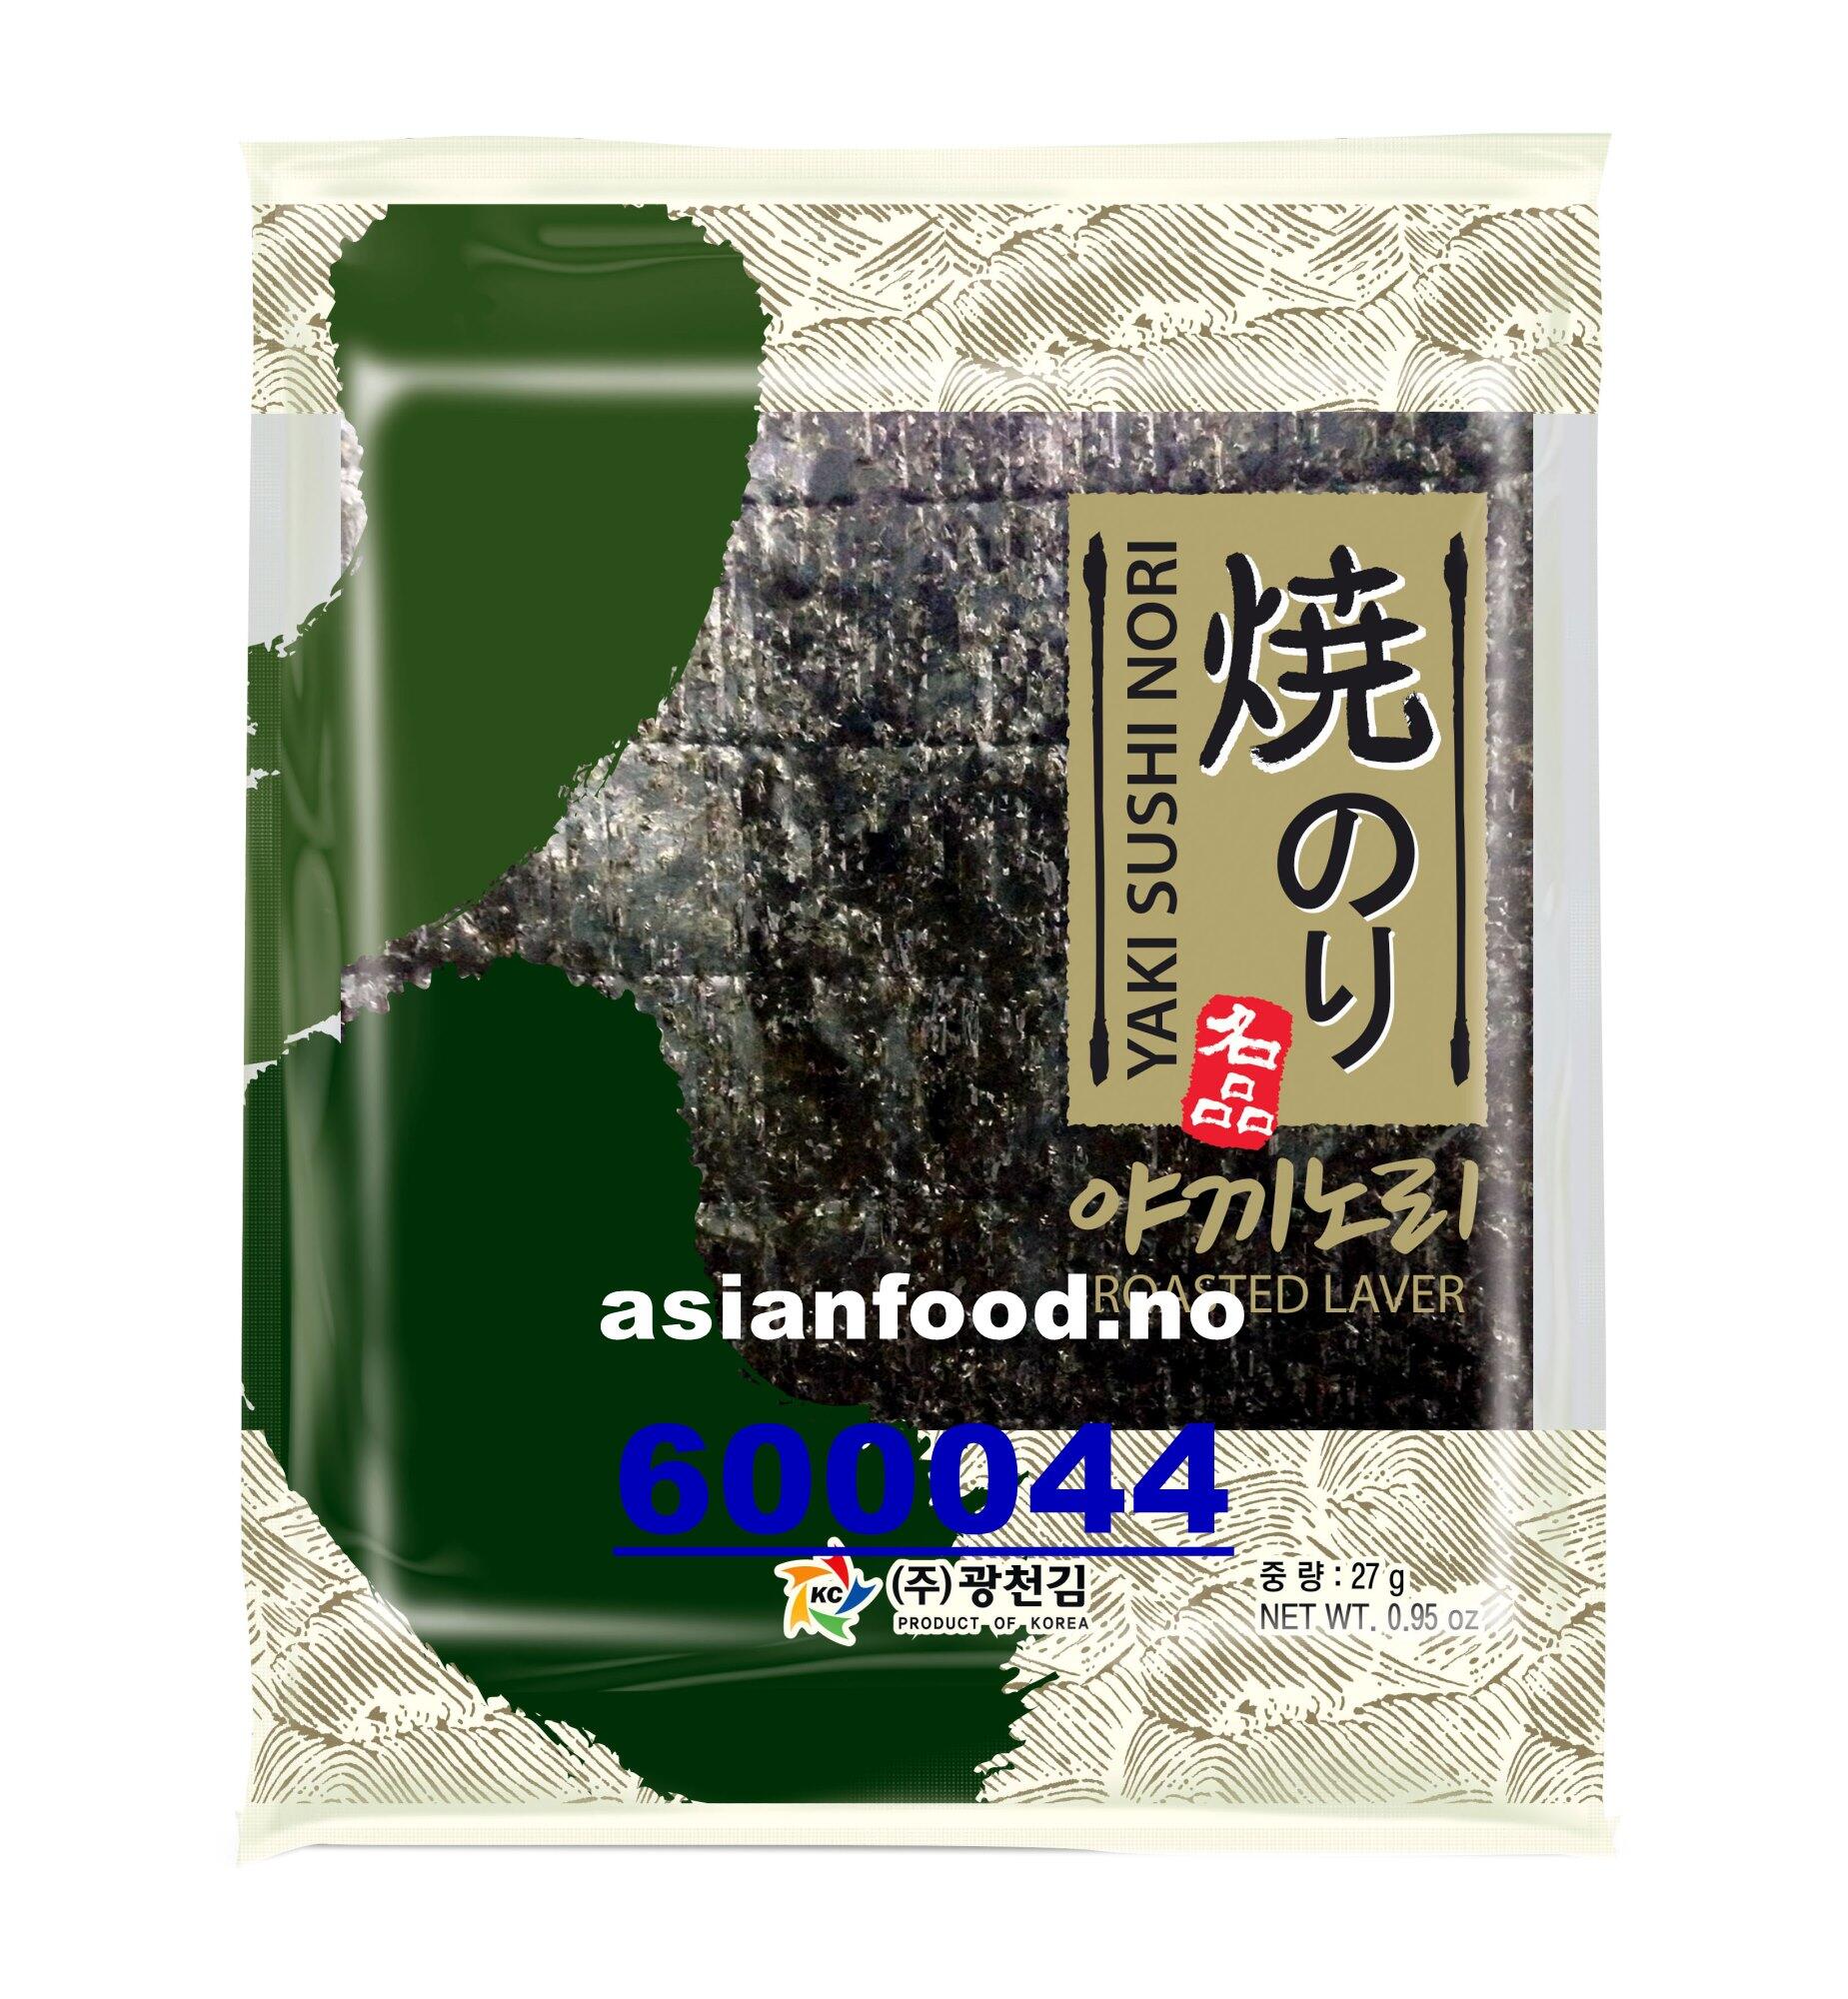 YAKI SUSHI NORI
焼のり
名品
야끼노리
ROASTED LAVER
asianfood.no
600044
KC
(주)광천김
PRODUCT OF KOREA
중 량 : 27 g
NET WT. 0.95 oz